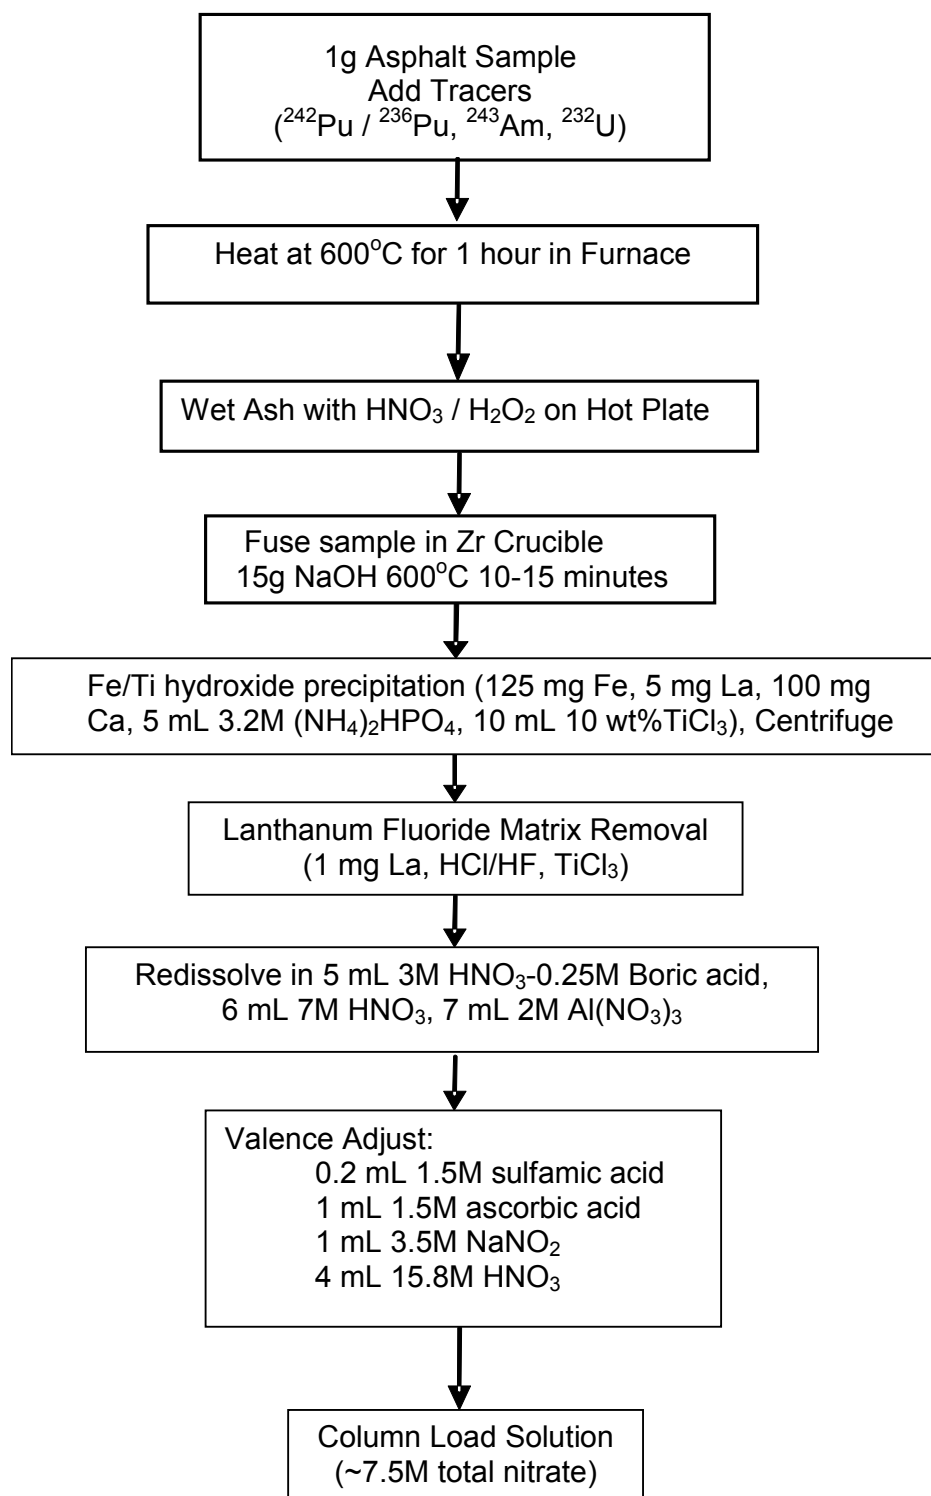 1g Asphalt Sample
Add Tracers
(²⁴²Pu / ²³⁶Pu, ²⁴³Am, ²³²U)
Heat at 600°C for 1 hour in Furnace
Wet Ash with HNO₃ / H₂O₂ on Hot Plate
Fuse sample in Zr Crucible
15g NaOH 600°C 10-15 minutes
Fe/Ti hydroxide precipitation (125 mg Fe, 5 mg La, 100 mg
Ca, 5 mL 3.2M (NH₄)₂HPO₄, 10 mL 10 wt%TiCl₃), Centrifuge
Lanthanum Fluoride Matrix Removal
(1 mg La, HCl/HF, TiCl₃)
Redissolve in 5 mL 3M HNO₃-0.25M Boric acid,
6 mL 7M HNO₃, 7 mL 2M Al(NO₃)₃
Valence Adjust:
0.2 mL 1.5M sulfamic acid
1 mL 1.5M ascorbic acid
1 mL 3.5M NaNO₂
4 mL 15.8M HNO₃
Column Load Solution
(~7.5M total nitrate)